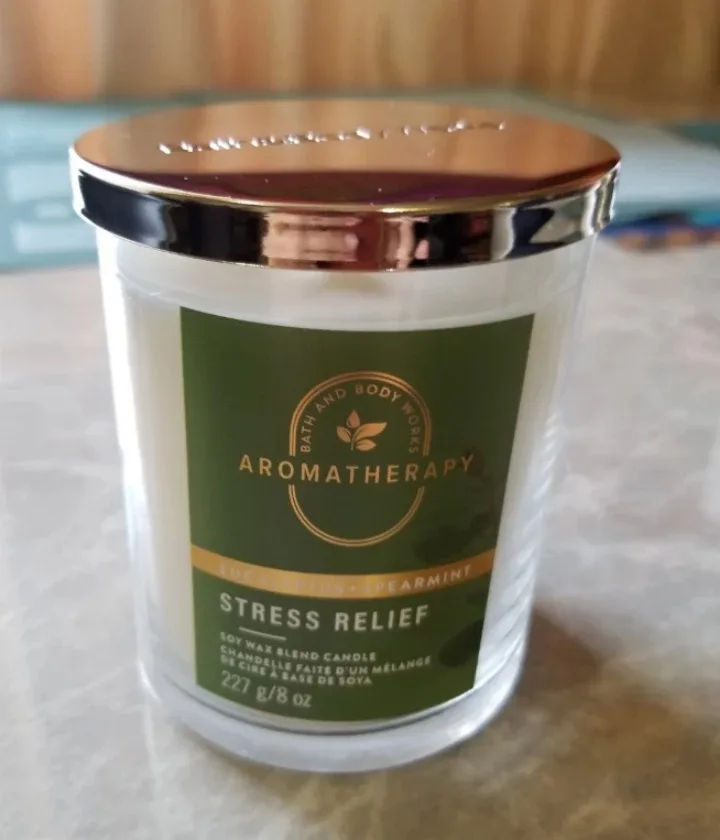 BATH AND BODY WORKS
AROMATHERAPY
EUCALYPTUS • SPEARMINT
STRESS RELIEF
SOY WAX BLEND CANDLE
CHANDELLE FAITE D'UN MÉLANGE
DE CIRE À BASE DE SOYA
227 g/8 oz